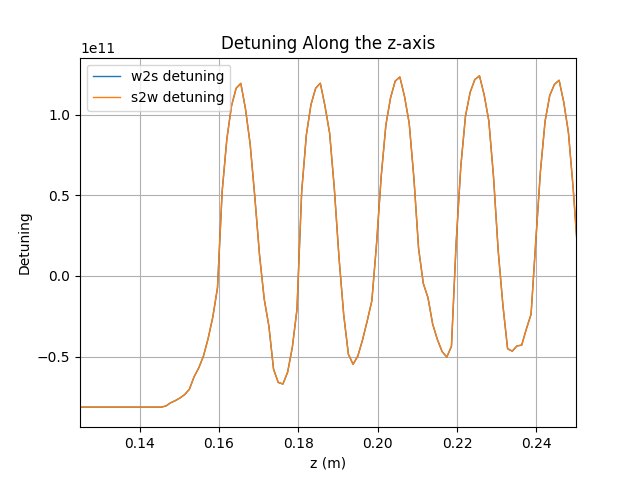 Detuning Along the z-axis
1e11
w2s detuning
s2w detuning
1.0
0.5
0.0
−0.5
Detuning
0.14 0.16 0.18 0.20 0.22 0.24
z (m)